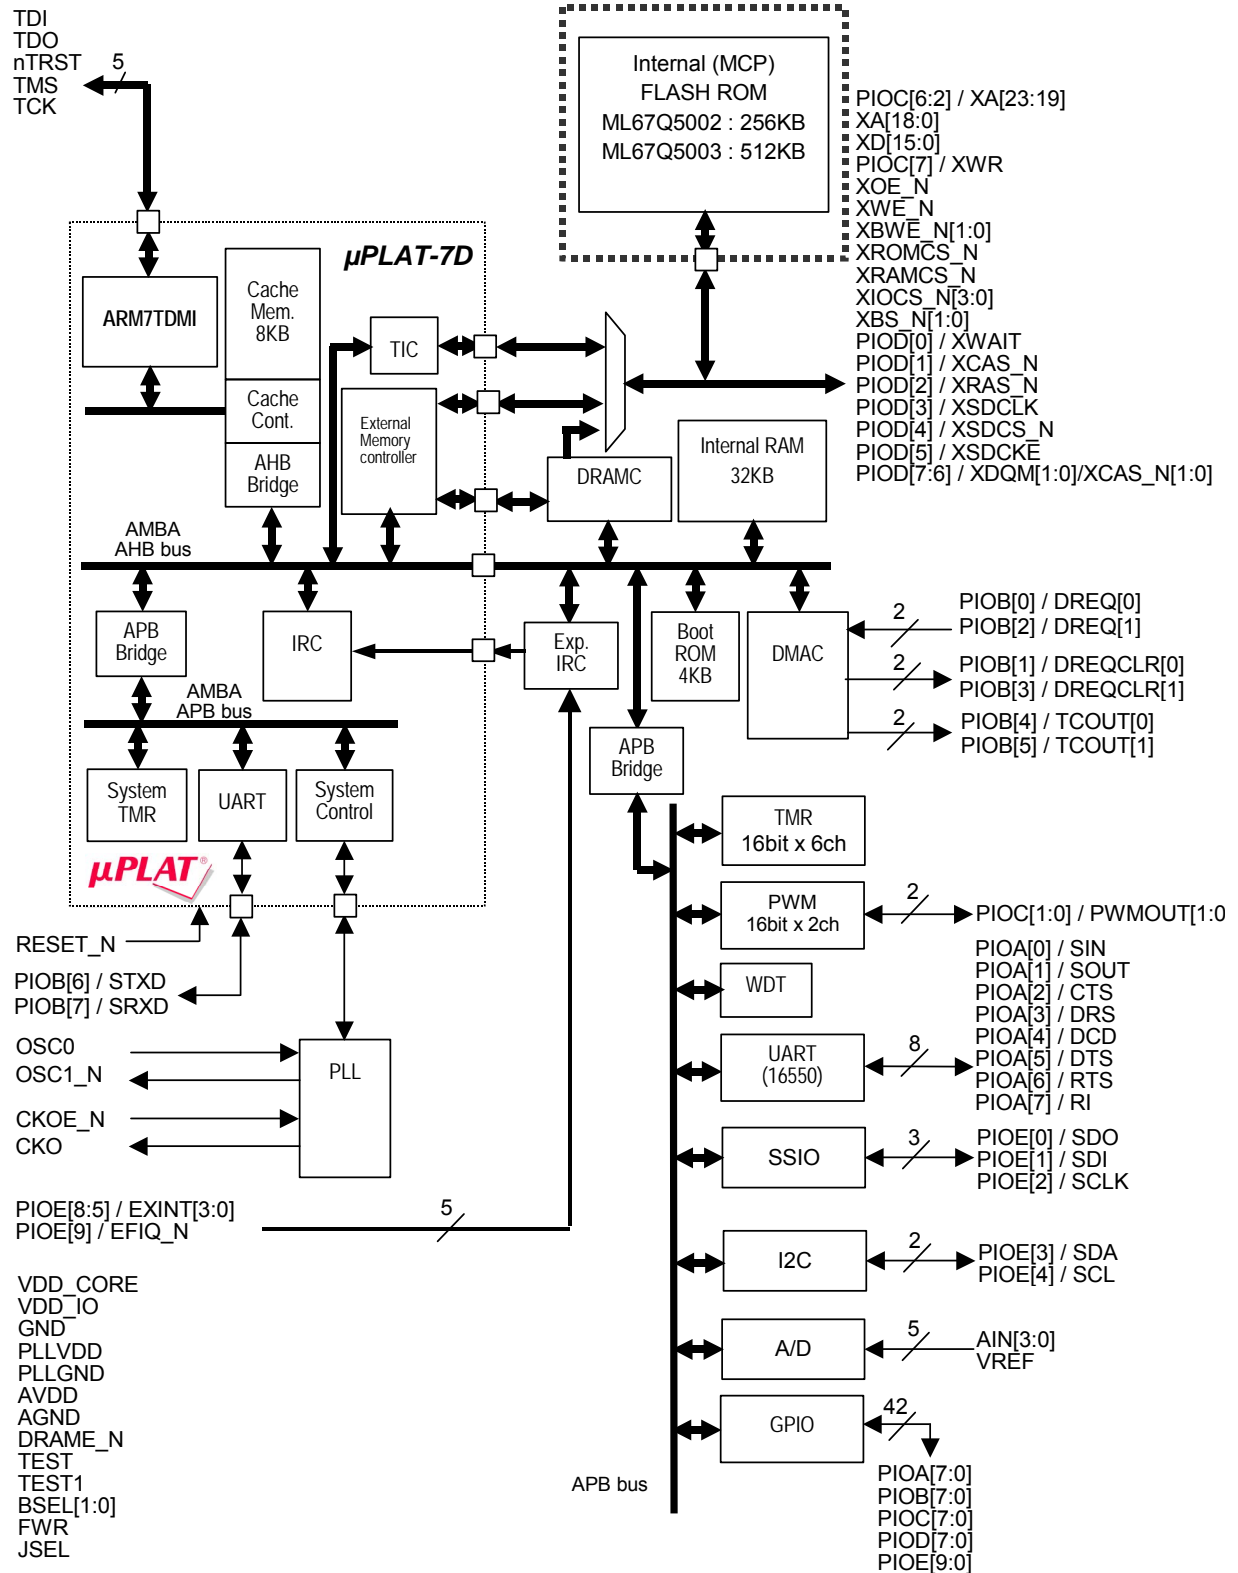 TDI
TDO
nTRST
TMS
TCK
5
Internal (MCP)
FLASH ROM
ML67Q5002 : 256KB
ML67Q5003 : 512KB
PIOC[6:2] / XA[23:19]
XA[18:0]
XD[15:0]
PIOC[7] / XWR
XOE_N
XWE_N
XBWE_N[1:0]
XROMCS_N
XRAMCS_N
XIOCS_N[3:0]
XBS_N[1:0]
PIOD[0] / XWAIT
PIOD[1] / XCAS_N
PIOD[2] / XRAS_N
PIOD[3] / XSDCLK
PIOD[4] / XSDCS_N
PIOD[5] / XSDCKE
PIOD[7:6] / XDQM[1:0]/XCAS_N[1:0]
µPLAT-7D
ARM7TDMI
Cache
Mem.
8KB
Cache
Cont.
AHB
Bridge
TIC
External
Memory
controller
DRAMC
Internal RAM
32KB
AMBA
AHB bus
APB
Bridge
IRC
Exp.
IRC
Boot
ROM
4KB
DMAC
2
PIOB[0] / DREQ[0]
PIOB[2] / DREQ[1]
2
PIOB[1] / DREQCLR[0]
PIOB[3] / DREQCLR[1]
2
PIOB[4] / TCOUT[0]
PIOB[5] / TCOUT[1]
AMBA
APB bus
System
TMR
UART
System
Control
µPLAT®
APB
Bridge
TMR
16bit x 6ch
PWM
16bit x 2ch
2
PIOC[1:0] / PWMOUT[1:0
WDT
UART
(16550)
8
PIOA[0] / SIN
PIOA[1] / SOUT
PIOA[2] / CTS
PIOA[3] / DRS
PIOA[4] / DCD
PIOA[5] / DTS
PIOA[6] / RTS
PIOA[7] / RI
SSIO
3
PIOE[0] / SDO
PIOE[1] / SDI
PIOE[2] / SCLK
I2C
2
PIOE[3] / SDA
PIOE[4] / SCL
A/D
5
AIN[3:0]
VREF
GPIO
42
PIOA[7:0]
PIOB[7:0]
PIOC[7:0]
PIOD[7:0]
PIOE[9:0]
APB bus
RESET_N
PIOB[6] / STXD
PIOB[7] / SRXD
OSC0
OSC1_N
CKOE_N
CKO
PLL
PIOE[8:5] / EXINT[3:0]
PIOE[9] / EFIQ_N
5
VDD_CORE
VDD_IO
GND
PLLVDD
PLLGND
AVDD
AGND
DRAME_N
TEST
TEST1
BSEL[1:0]
FWR
JSEL